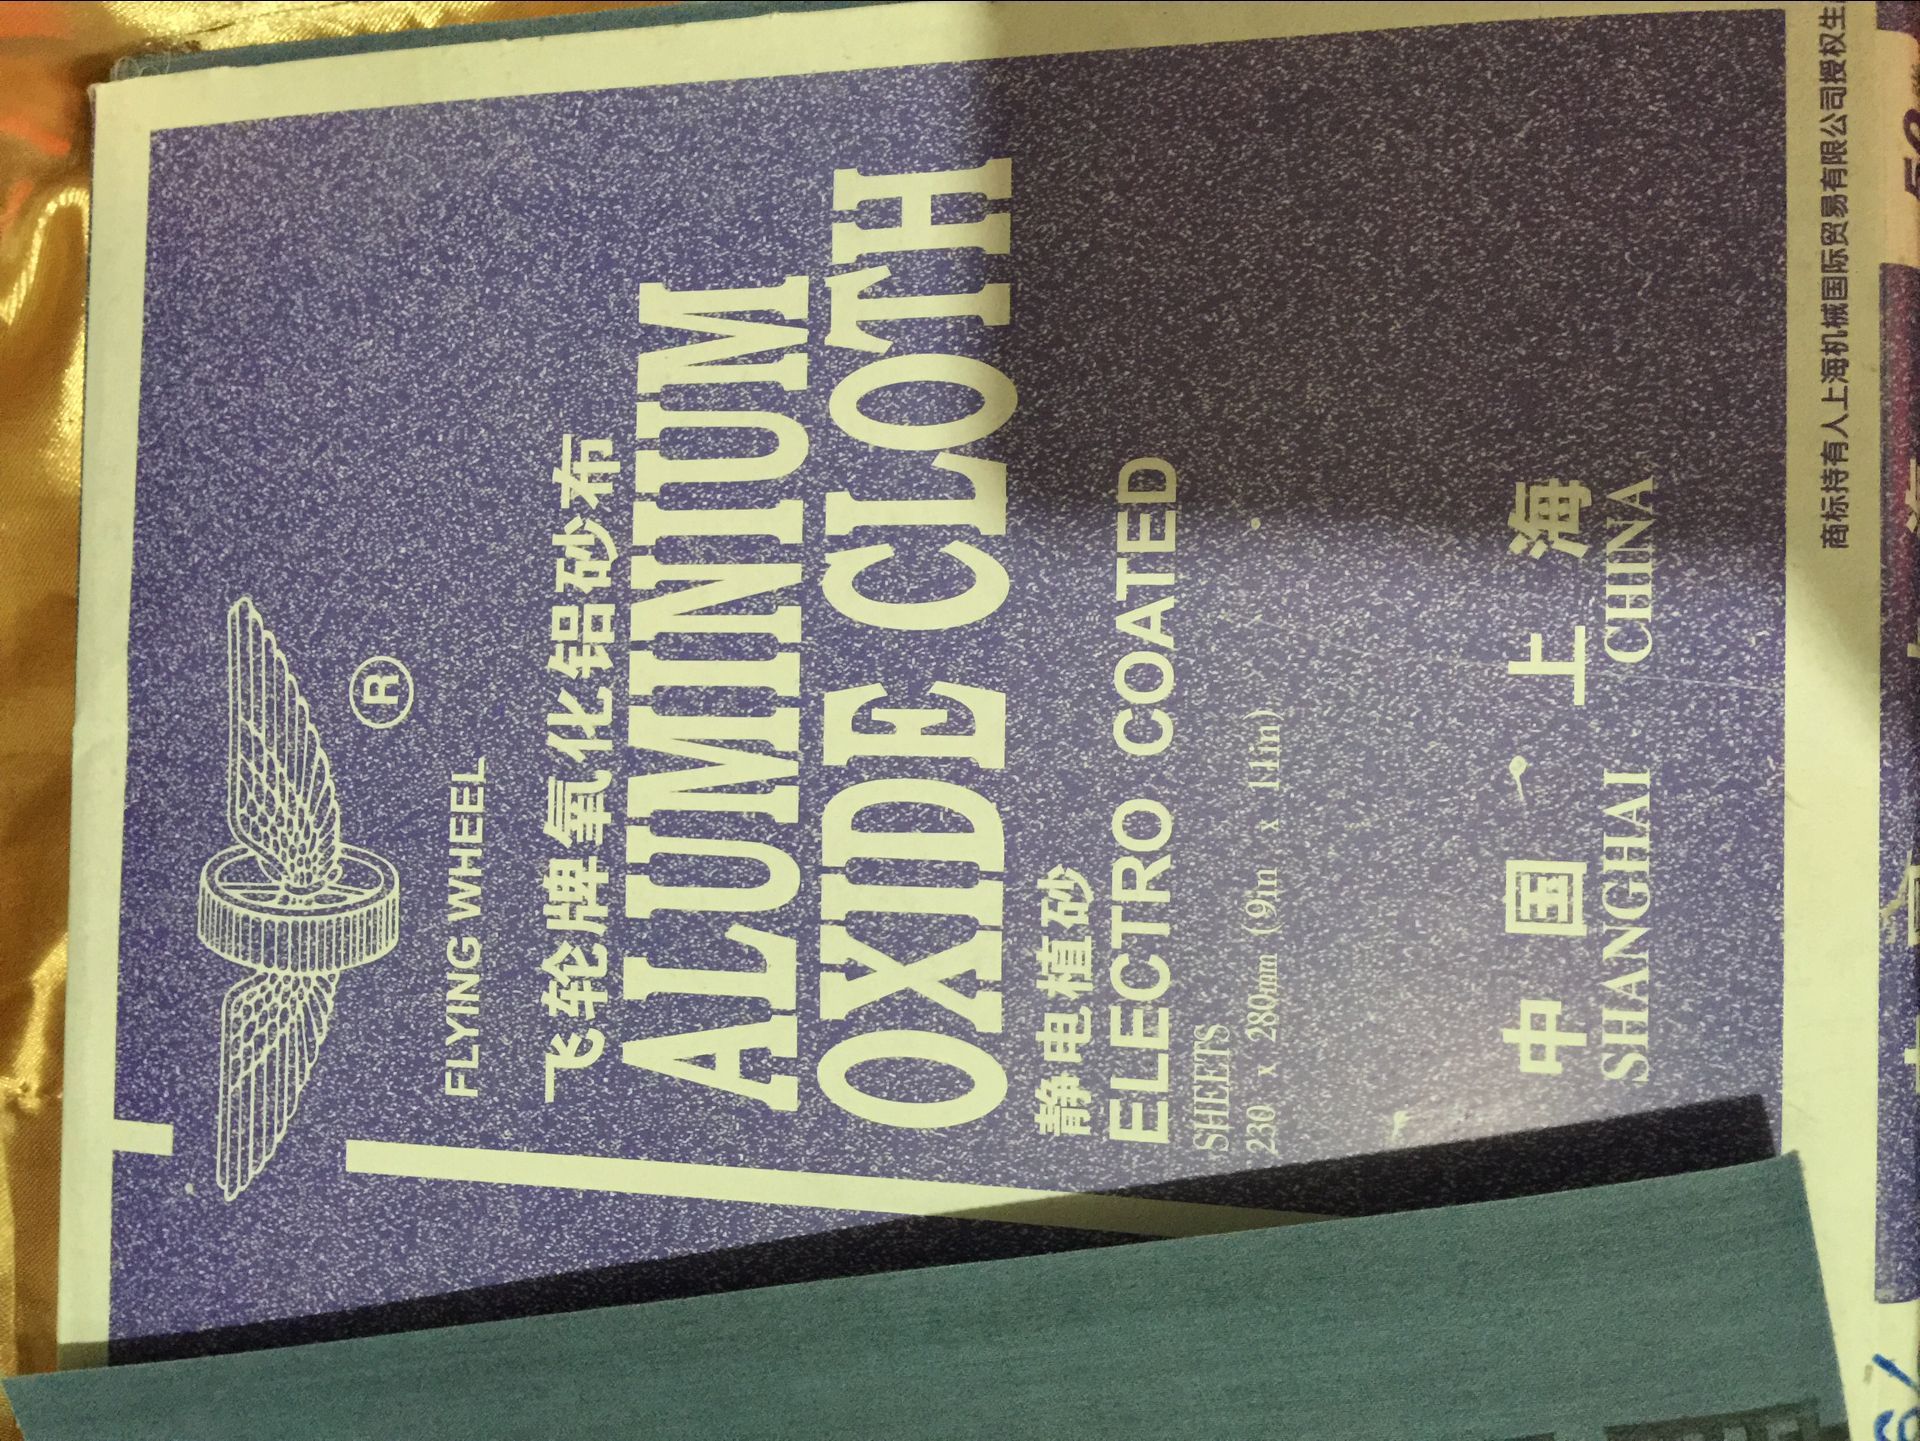 ®
FLYING WHEEL
飞轮牌氧化铝砂布
ALUMINIUM
OXIDE CLOTH
静电植砂
ELECTRO COATED
SHEETS
230 x 280mm (9in x 11in)
中国·上海
SHANGHAI CHINA
商标持有人上海机械国际贸易有限公司授权生